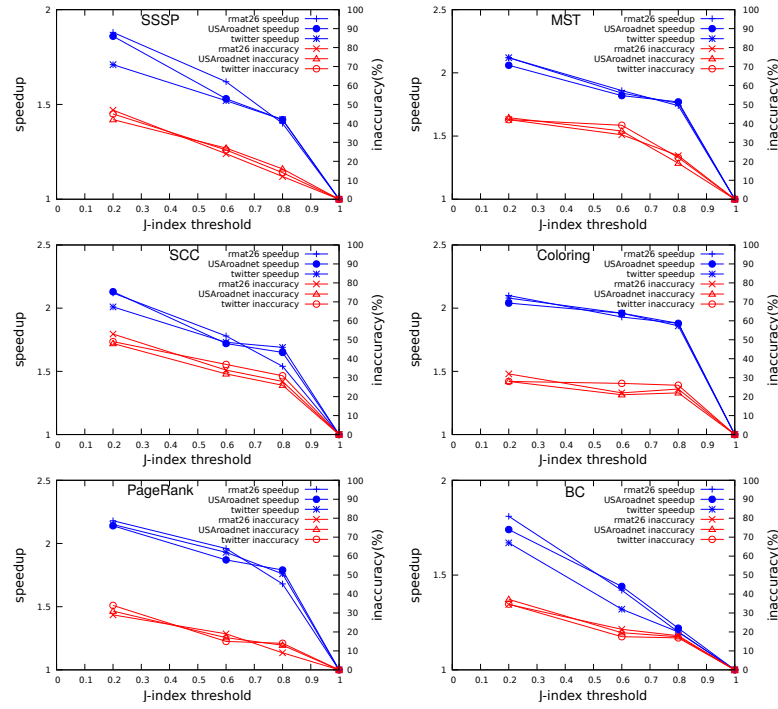 SSSP
rmat26 speedup
USAroadnet speedup
twitter speedup
rmat26 inaccuracy
USAroadnet inaccuracy
twitter inaccuracy
2
1.5
1
speedup
100
90
80
70
60
50
40
30
20
10
0
inaccuracy(%)
0 0.1 0.2 0.3 0.4 0.5 0.6 0.7 0.8 0.9 1
J-index threshold
MST
rmat26 speedup
USAroadnet speedup
twitter speedup
rmat26 inaccuracy
USAroadnet inaccuracy
twitter inaccuracy
2.5
2
1.5
1
speedup
100
90
80
70
60
50
40
30
20
10
0
inaccuracy(%)
0 0.1 0.2 0.3 0.4 0.5 0.6 0.7 0.8 0.9 1
J-index threshold
SCC
rmat26 speedup
USAroadnet speedup
twitter speedup
rmat26 inaccuracy
USAroadnet inaccuracy
twitter inaccuracy
2.5
2
1.5
1
speedup
100
90
80
70
60
50
40
30
20
10
0
inaccuracy(%)
0 0.1 0.2 0.3 0.4 0.5 0.6 0.7 0.8 0.9 1
J-index threshold
Coloring
rmat26 speedup
USAroadnet speedup
twitter speedup
rmat26 inaccuracy
USAroadnet inaccuracy
twitter inaccuracy
2.5
2
1.5
1
speedup
100
90
80
70
60
50
40
30
20
10
0
inaccuracy(%)
0 0.1 0.2 0.3 0.4 0.5 0.6 0.7 0.8 0.9 1
J-index threshold
PageRank
rmat26 speedup
USAroadnet speedup
twitter speedup
rmat26 inaccuracy
USAroadnet inaccuracy
twitter inaccuracy
2.5
2
1.5
1
speedup
100
90
80
70
60
50
40
30
20
10
0
inaccuracy(%)
0 0.1 0.2 0.3 0.4 0.5 0.6 0.7 0.8 0.9 1
J-index threshold
BC
rmat26 speedup
USAroadnet speedup
twitter speedup
rmat26 inaccuracy
USAroadnet inaccuracy
twitter inaccuracy
2
1.5
1
speedup
100
90
80
70
60
50
40
30
20
10
0
inaccuracy(%)
0 0.1 0.2 0.3 0.4 0.5 0.6 0.7 0.8 0.9 1
J-index threshold